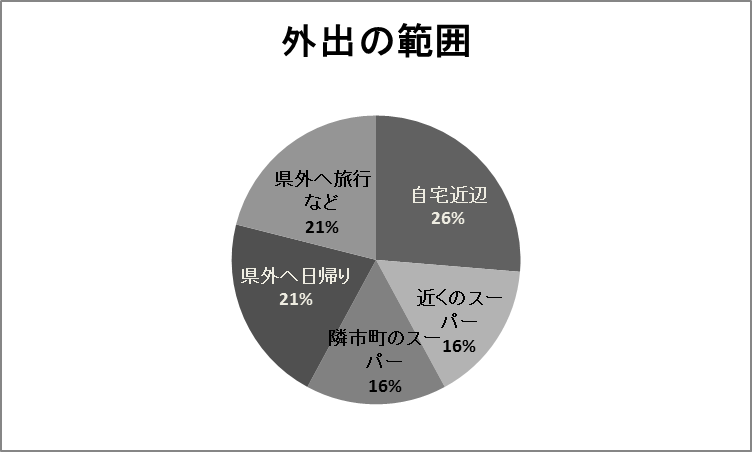 外出の範囲
自宅近辺
26%
近くのスー
パー
16%
隣市町のスー
パー
16%
県外へ日帰り
21%
県外へ旅行
など
21%